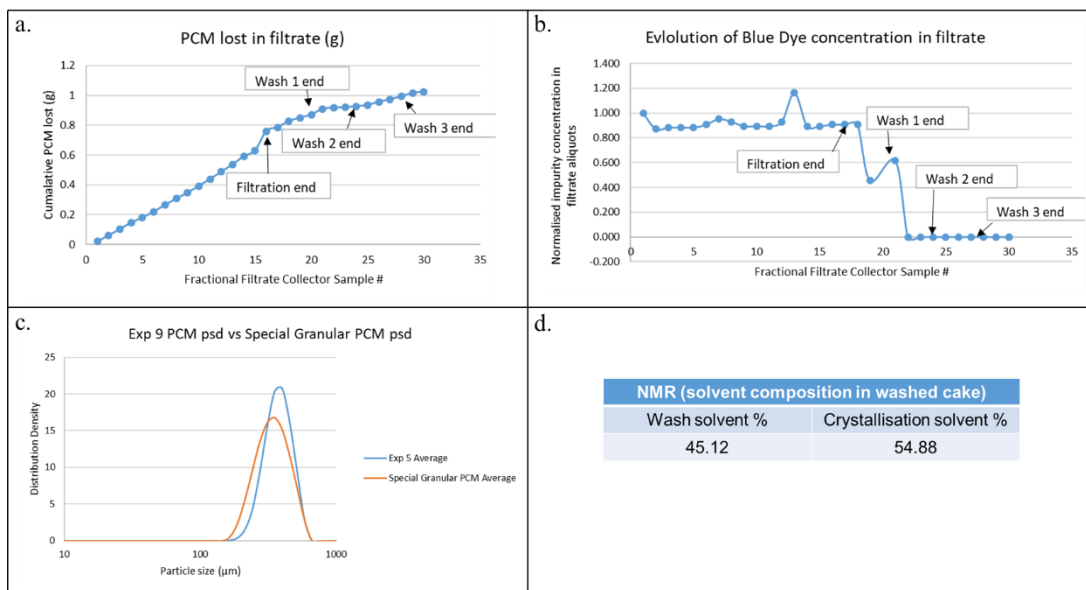 a.
PCM lost in filtrate (g)
Cumalative PCM lost (g)
1.2
1
0.8
0.6
0.4
0.2
0
Wash 1 end
Wash 2 end
Wash 3 end
Filtration end
0 5 10 15 20 25 30 35
Fractional Filtrate Collector Sample #
b.
Evlolution of Blue Dye concentration in filtrate
Normalised impurity concentration in
filtrate aliquots
1.400
1.200
1.000
0.800
0.600
0.400
0.200
0.000
-0.200
Wash 1 end
Filtration end
Wash 2 end
Wash 3 end
0 5 10 15 20 25 30 35
Fractional Filtrate Collector Sample #
c.
Exp 9 PCM psd vs Special Granular PCM psd
Distribution Density
25
20
15
10
5
0
10 100 1000
Particle size (µm)
Exp 5 Average
Special Granular PCM Average
d.
NMR (solvent composition in washed cake)
Wash solvent % Crystallisation solvent %
45.12 54.88